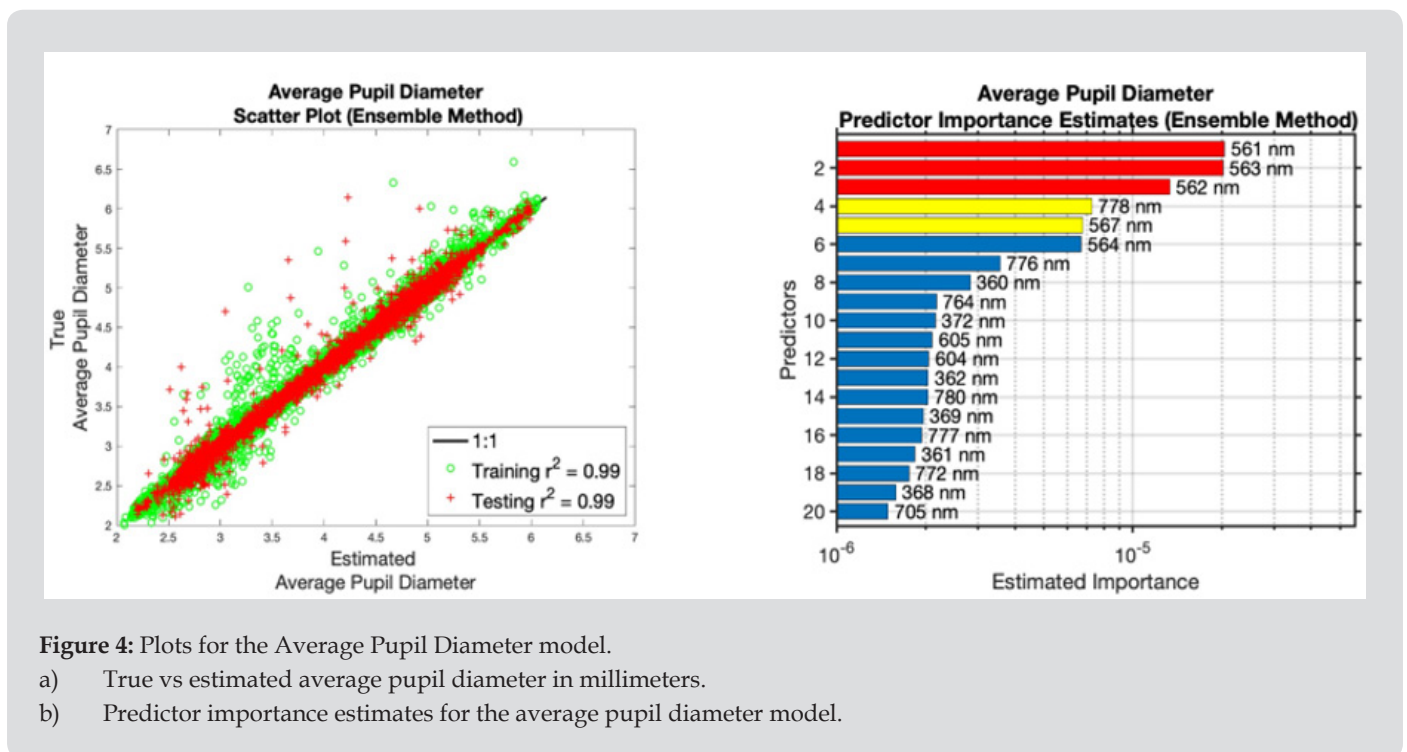 Average Pupil Diameter
Scatter Plot (Ensemble Method)
7
6.5
6
5.5
5
4.5
4
3.5
3
2.5
2
True
Average Pupil Diameter
1:1
Training r² = 0.99
Testing r² = 0.99
2 2.5 3 3.5 4 4.5 5 5.5 6 6.5 7
Estimated
Average Pupil Diameter
Average Pupil Diameter
Predictor Importance Estimates (Ensemble Method)
Predictors
561 nm
2 563 nm
562 nm
4 778 nm
567 nm
6 564 nm
776 nm
8 360 nm
764 nm
10 372 nm
605 nm
12 604 nm
362 nm
14 780 nm
369 nm
16 777 nm
361 nm
18 772 nm
368 nm
20 705 nm
10⁻⁶ 10⁻⁵
Estimated Importance
Figure 4: Plots for the Average Pupil Diameter model.
a) True vs estimated average pupil diameter in millimeters.
b) Predictor importance estimates for the average pupil diameter model.